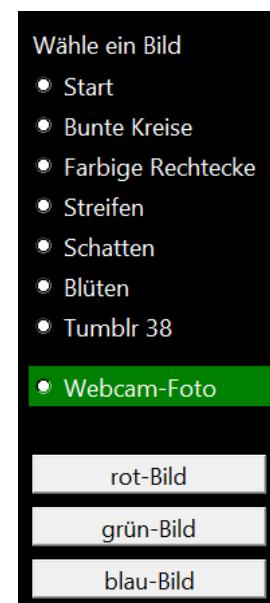 Wähle ein Bild
Start
Bunte Kreise
Farbige Rechtecke
Streifen
Schatten
Blüten
Tumblr 38
Webcam-Foto
rot-Bild
grün-Bild
blau-Bild